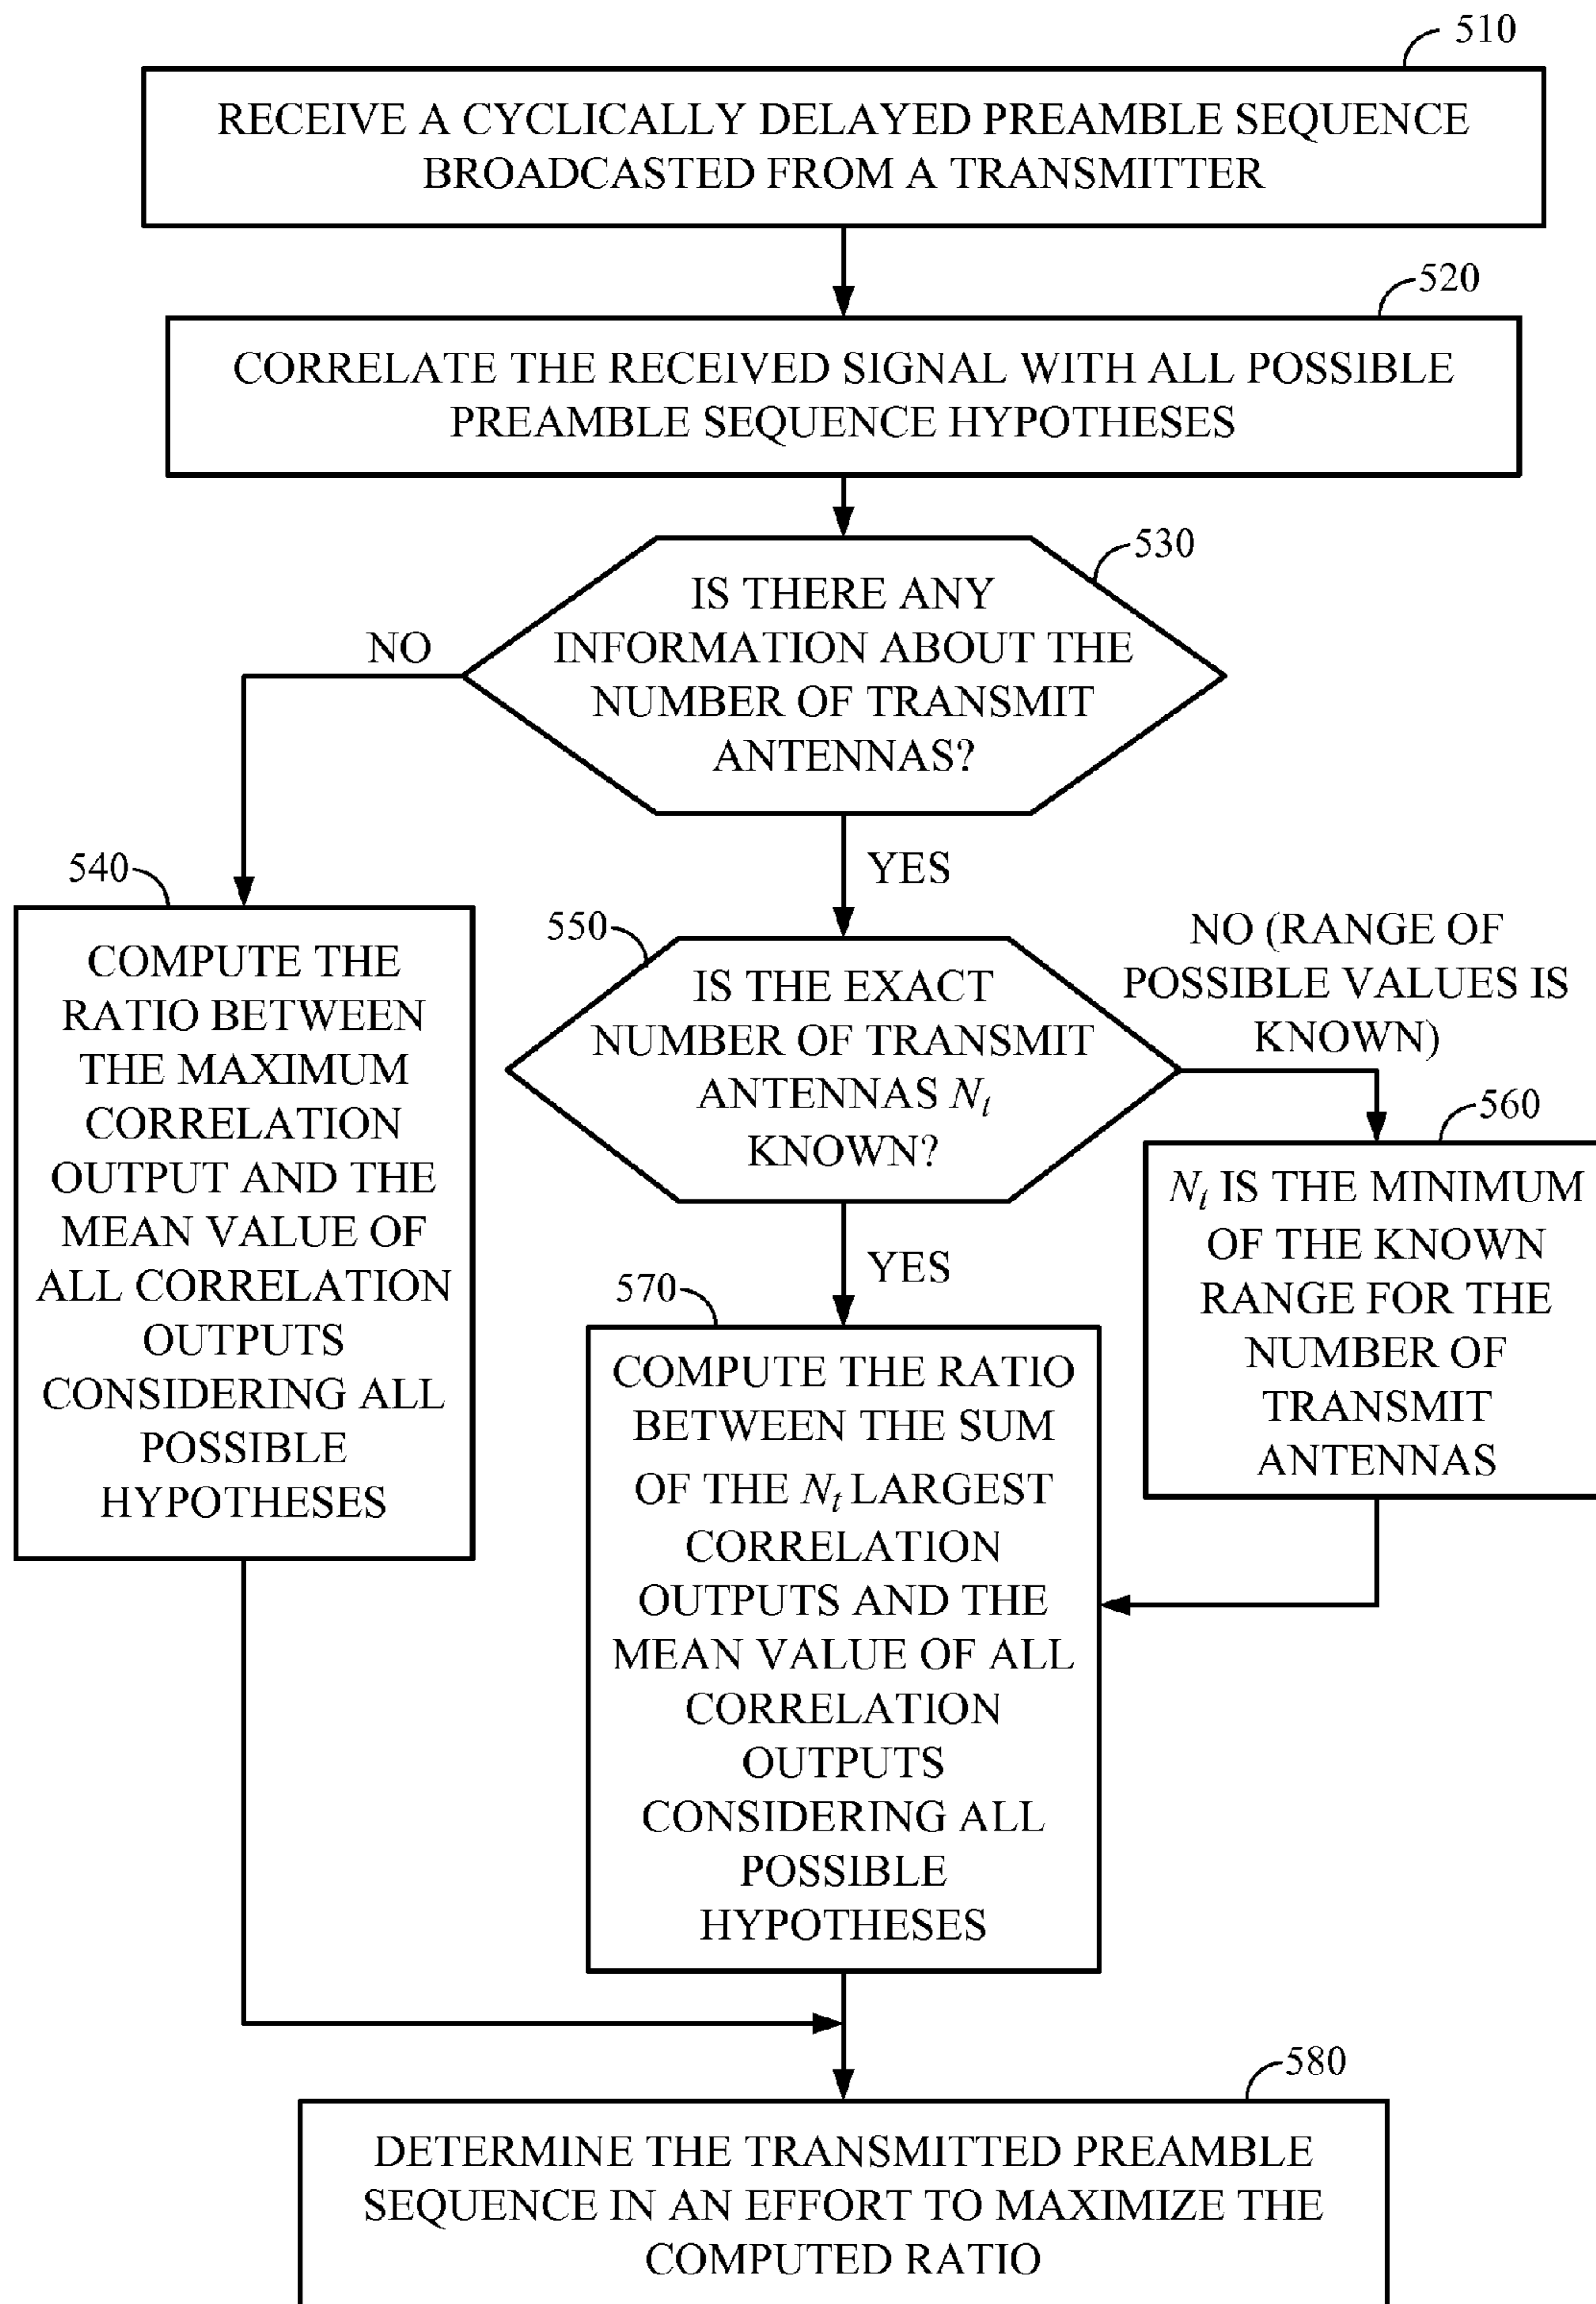 510
RECEIVE A CYCLICALLY DELAYED PREAMBLE SEQUENCE
BROADCASTED FROM A TRANSMITTER
520
CORRELATE THE RECEIVED SIGNAL WITH ALL POSSIBLE
PREAMBLE SEQUENCE HYPOTHESES
530
IS THERE ANY
INFORMATION ABOUT THE
NUMBER OF TRANSMIT
ANTENNAS?
NO
YES
540
COMPUTE THE
RATIO BETWEEN
THE MAXIMUM
CORRELATION
OUTPUT AND THE
MEAN VALUE OF
ALL CORRELATION
OUTPUTS
CONSIDERING ALL
POSSIBLE
HYPOTHESES
550
IS THE EXACT
NUMBER OF TRANSMIT
ANTENNAS Nt
KNOWN?
NO (RANGE OF
POSSIBLE VALUES IS
KNOWN)
YES
560
Nt IS THE MINIMUM
OF THE KNOWN
RANGE FOR THE
NUMBER OF
TRANSMIT
ANTENNAS
570
COMPUTE THE RATIO
BETWEEN THE SUM
OF THE Nt LARGEST
CORRELATION
OUTPUTS AND THE
MEAN VALUE OF ALL
CORRELATION
OUTPUTS
CONSIDERING ALL
POSSIBLE
HYPOTHESES
580
DETERMINE THE TRANSMITTED PREAMBLE
SEQUENCE IN AN EFFORT TO MAXIMIZE THE
COMPUTED RATIO